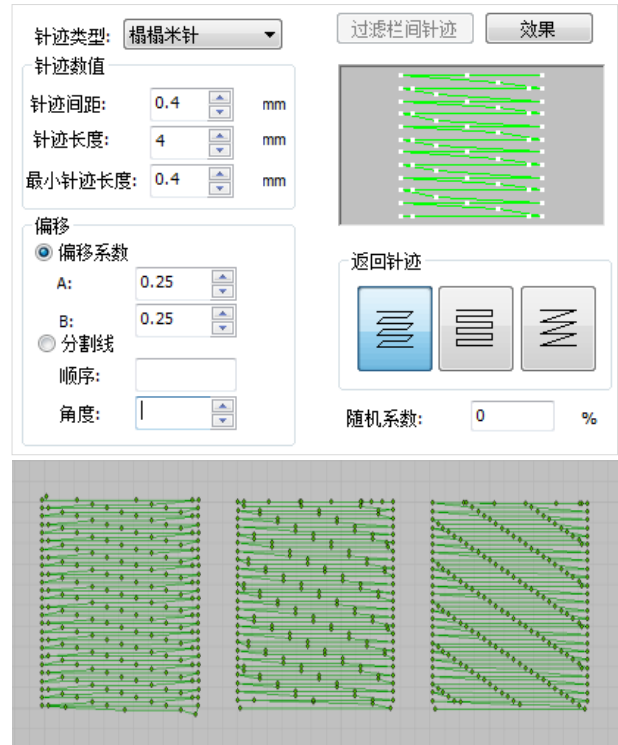 针迹类型: 榻榻米针
过滤栏间针迹 效果
针迹数值
针迹间距: 0.4 mm
针迹长度: 4 mm
最小针迹长度: 0.4 mm
偏移
偏移系数
A: 0.25
B: 0.25
分割线
顺序:
角度:
返回针迹
随机系数: 0 %